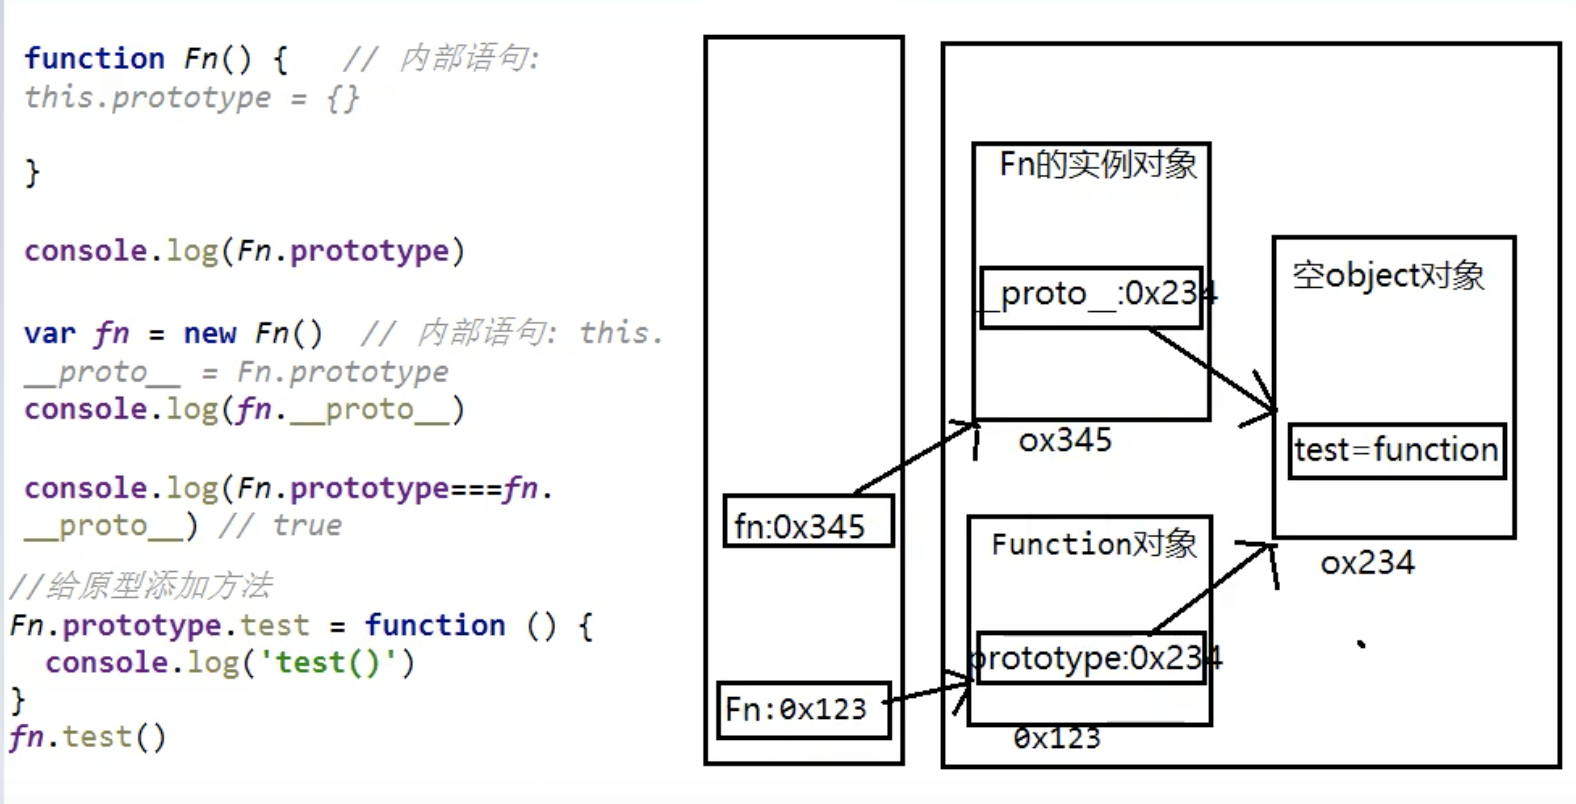 function Fn() {   // 内部语句:
this.prototype = {}
}
console.log(Fn.prototype)
var fn = new Fn()  // 内部语句: this.
__proto__ = Fn.prototype
console.log(fn.__proto__)
console.log(Fn.prototype===fn.
__proto__) // true
//给原型添加方法
Fn.prototype.test = function () {
  console.log('test()')
}
fn.test()
fn:0x345
Fn:0x123
Fn的实例对象
__proto__:0x234
ox345
Function对象
prototype:0x234
0x123
空object对象
test=function
ox234